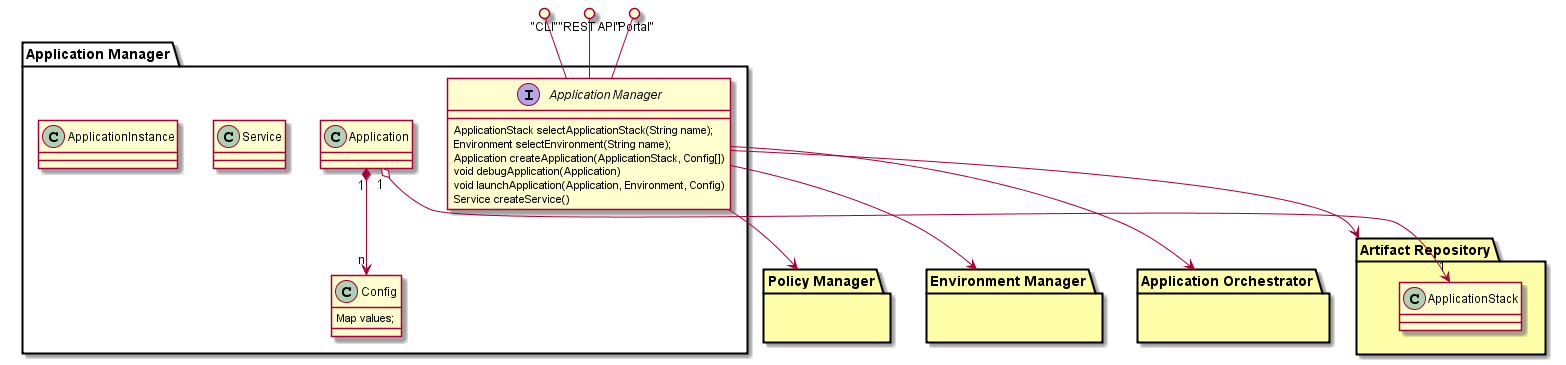 "CLI" "REST API" "Portal"
Application Manager
I Application Manager
ApplicationStack selectApplicationStack(String name);
Environment selectEnvironment(String name);
Application createApplication(ApplicationStack, Config[])
void debugApplication(Application)
void launchApplication(Application, Environment, Config)
Service createService()
C ApplicationInstance
C Service
C Application
1
1
n
C Config
Map values;
Policy Manager
Environment Manager
Application Orchestrator
Artifact Repository
1
C ApplicationStack